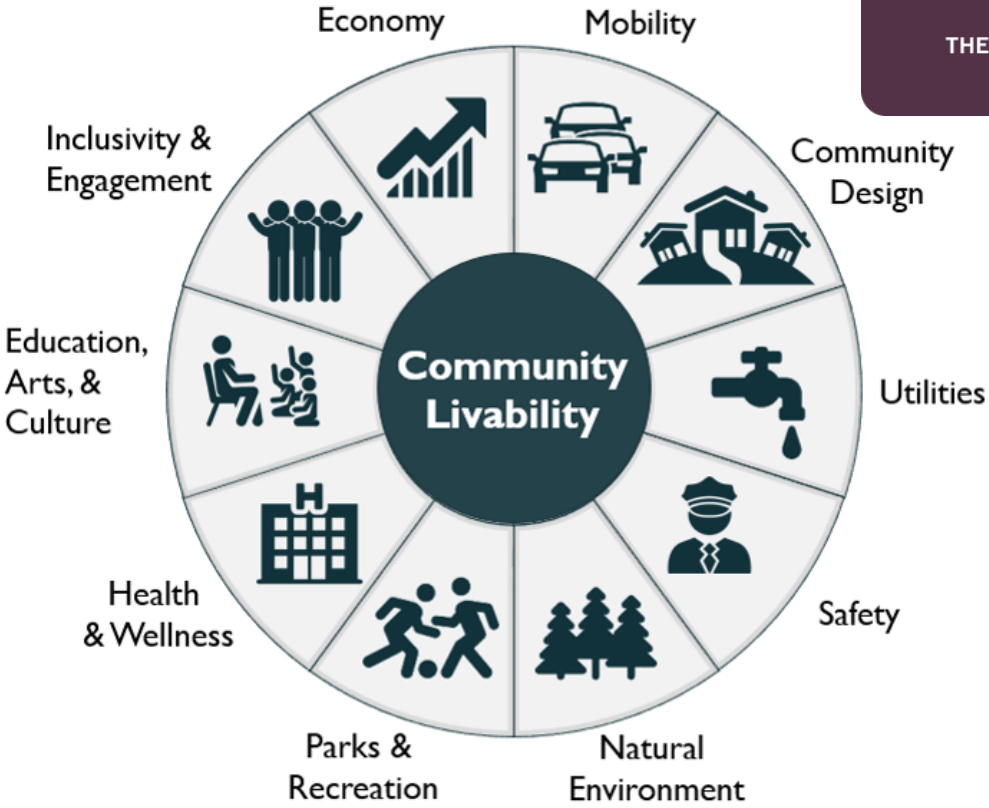 Economy
Mobility
THE
Inclusivity &
Engagement
Community
Design
Education,
Arts, &
Culture
Community
Livability
Utilities
H
Health
& Wellness
Safety
Parks &
Recreation
Natural
Environment